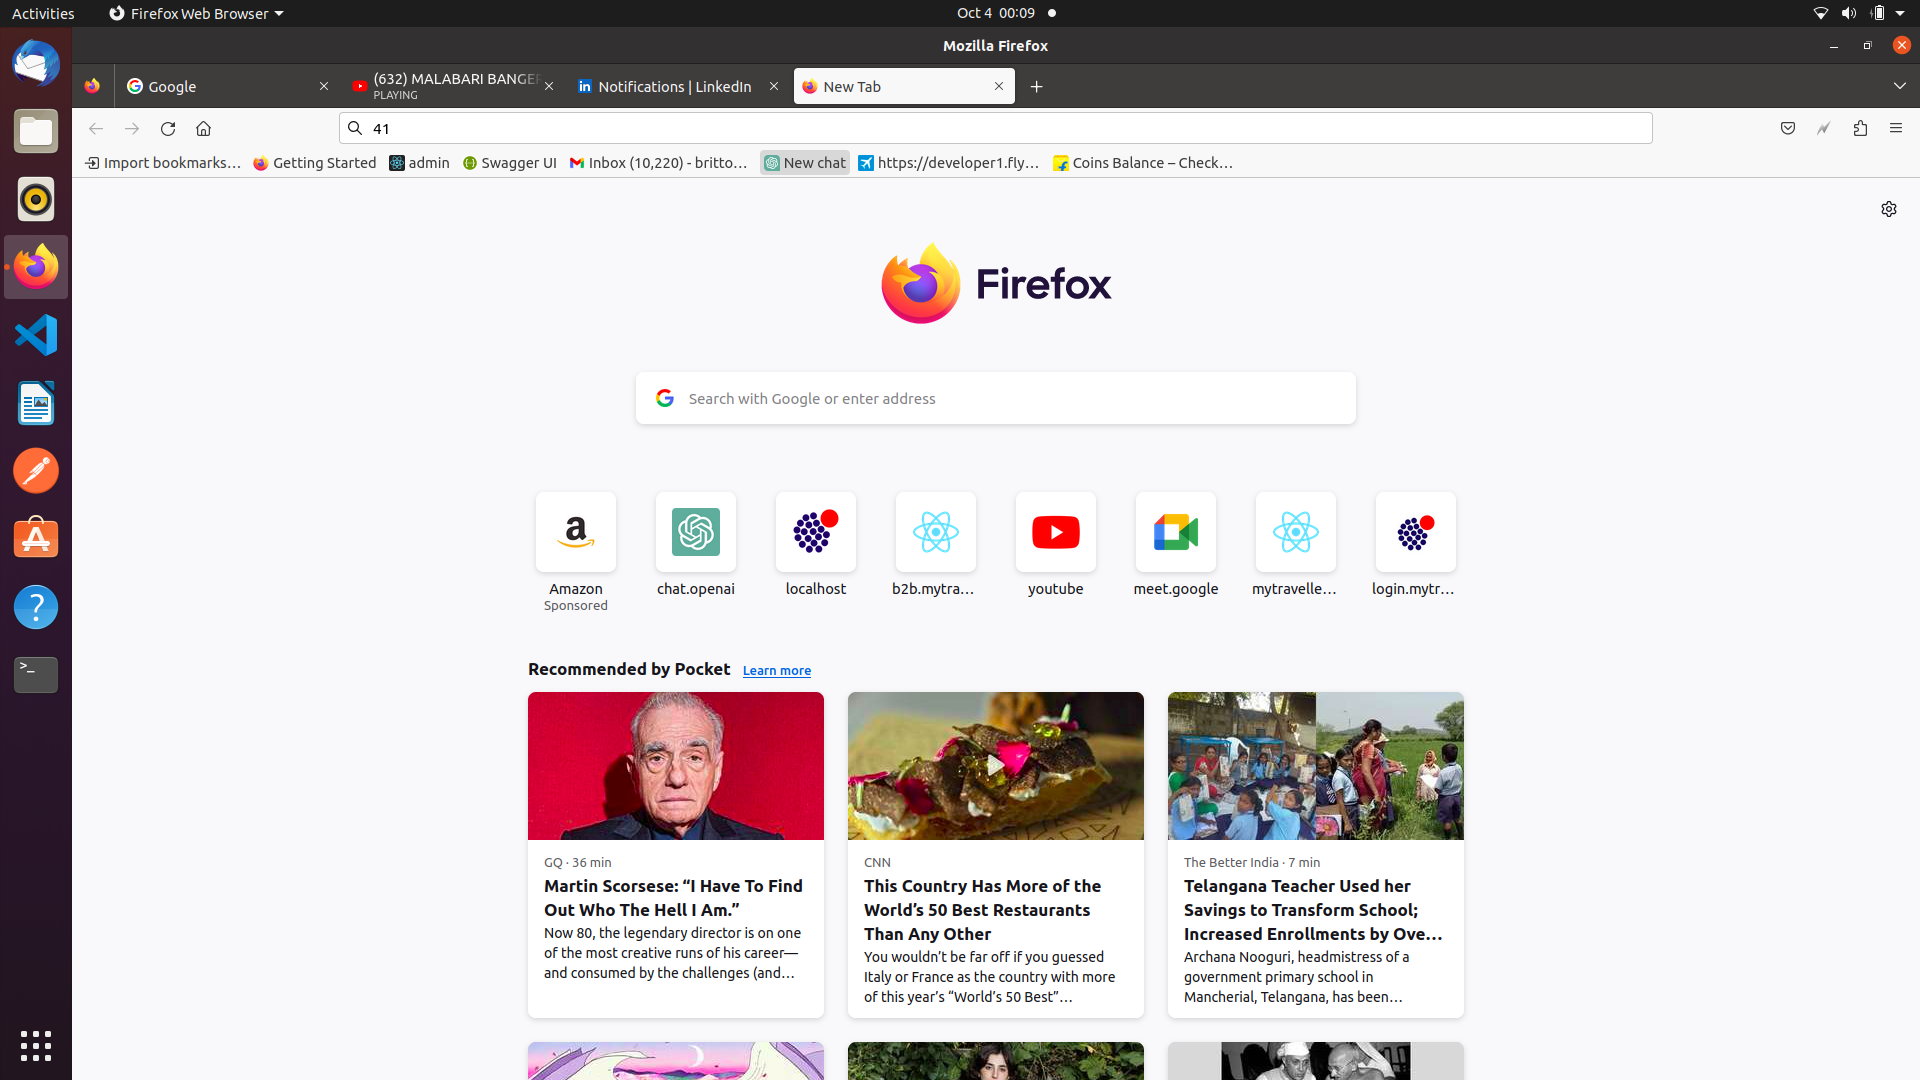 Activities
Firefox Web Browser
Oct 4 00:09
Mozilla Firefox
Google
(632) MALABARI BANGER
PLAYING
Notifications | LinkedIn
New Tab
41
Import bookmarks…
Getting Started
admin
Swagger UI
Inbox (10,220) - britto…
New chat
https://developer1.fly…
Coins Balance – Check…
Firefox
Search with Google or enter address
Amazon
Sponsored
chat.openai
localhost
b2b.mytra…
youtube
meet.google
mytravelle…
login.mytr…
Recommended by Pocket
Learn more
GQ · 36 min
Martin Scorsese: “I Have To Find
Out Who The Hell I Am.”
Now 80, the legendary director is on one
of the most creative runs of his career—
and consumed by the challenges (and…
CNN
This Country Has More of the
World’s 50 Best Restaurants
Than Any Other
You wouldn’t be far off if you guessed
Italy or France as the country with more
of this year’s “World’s 50 Best”…
The Better India · 7 min
Telangana Teacher Used her
Savings to Transform School;
Increased Enrollments by Ove…
Archana Nooguri, headmistress of a
government primary school in
Mancherial, Telangana, has been…